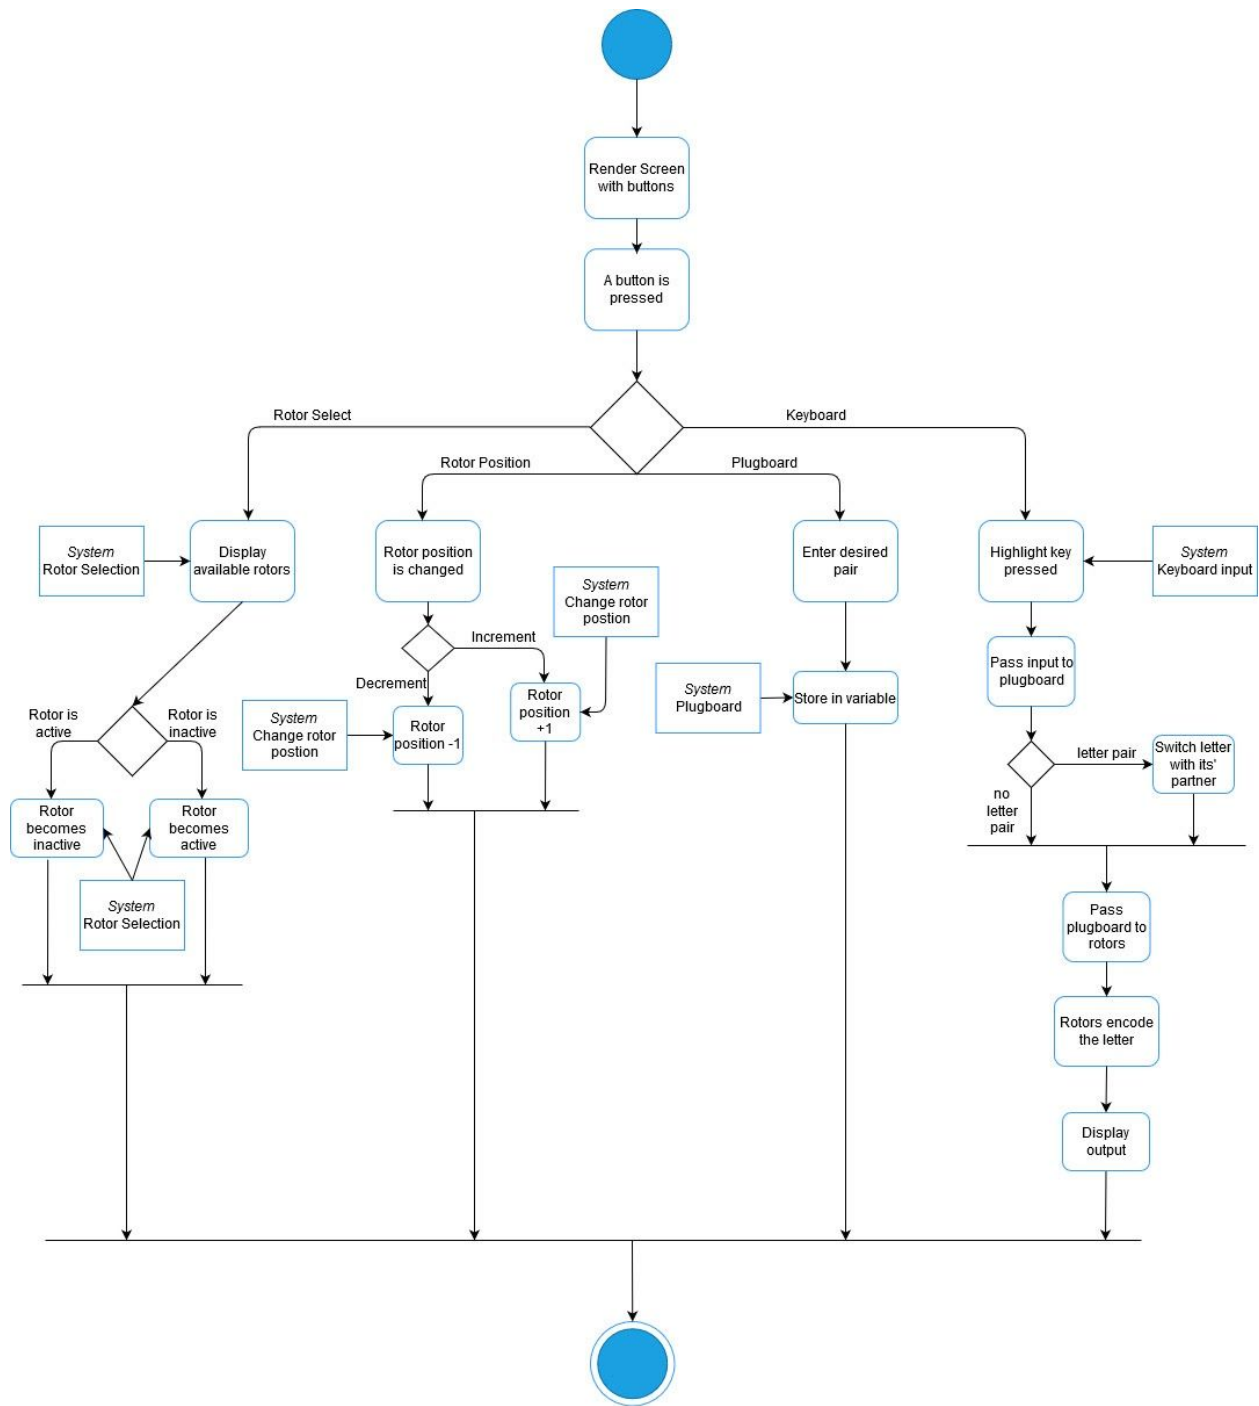 Render Screen
with buttons
A button is
pressed
Rotor Select
Keyboard
Rotor Position
Plugboard
System
Rotor Selection
Display
available rotors
Rotor position
is changed
System
Change rotor
postion
Enter desired
pair
Highlight key
pressed
System
Keyboard input
Increment
Decrement
Rotor
position
+1
System
Change rotor
postion
Rotor
position -1
System
Plugboard
Store in variable
Pass input to
plugboard
Rotor is
active
Rotor is
inactive
letter pair
Switch letter
with its'
partner
no
letter
pair
Rotor
becomes
inactive
Rotor
becomes
active
System
Rotor Selection
Pass
plugboard to
rotors
Rotors encode
the letter
Display
output